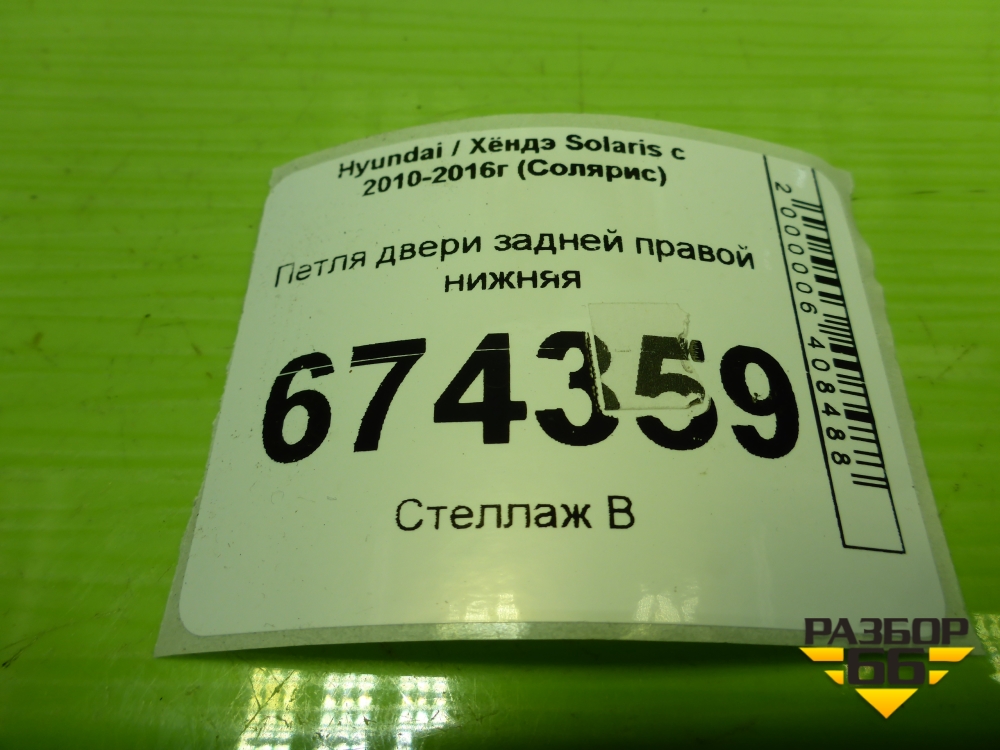 Hyundai / Хёндэ Solaris с
2010-2016г (Солярис)
Петля двери задней правой
нижняя
674359
Стеллаж В
2000006408488
РАЗБОР
66